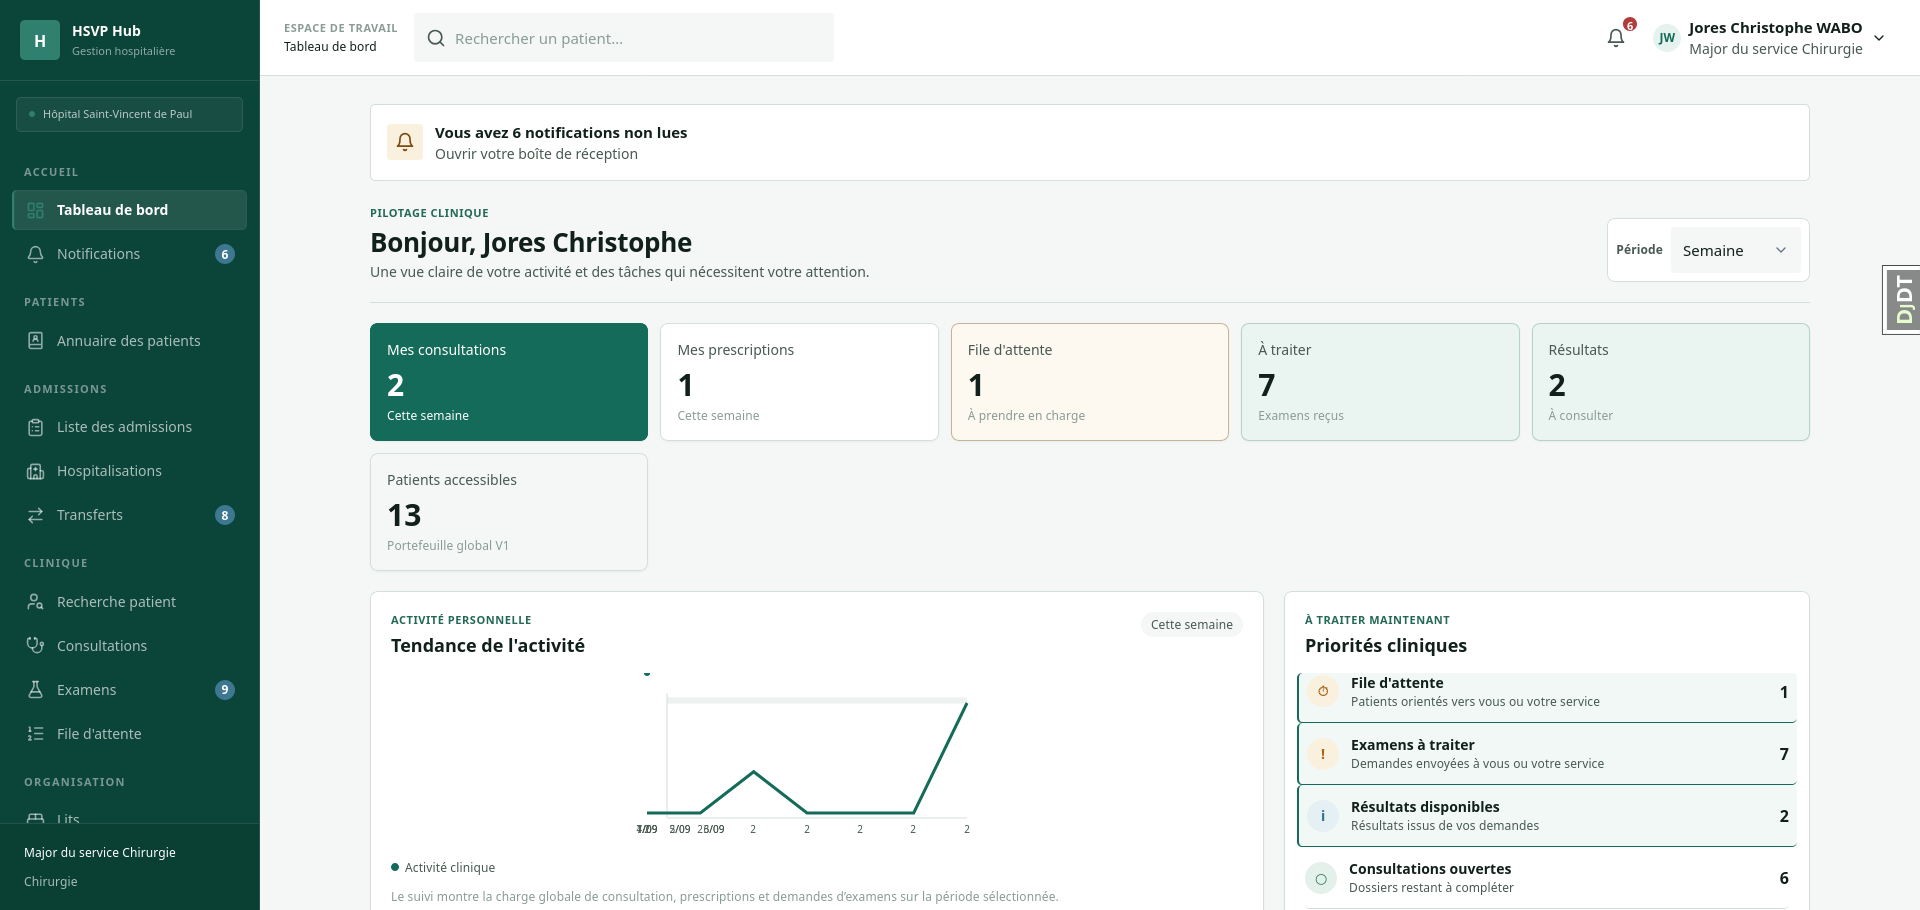 H
HSVP Hub
Gestion hospitalière
Hôpital Saint-Vincent de Paul
ACCUEIL
Tableau de bord
Notifications 6
PATIENTS
Annuaire des patients
ADMISSIONS
Liste des admissions
Hospitalisations
Transferts 8
CLINIQUE
Recherche patient
Consultations
Examens 9
File d'attente
ORGANISATION
Lits
Major du service Chirurgie
Chirurgie
ESPACE DE TRAVAIL
Tableau de bord
Rechercher un patient...
6
JW
Jores Christophe WABO
Major du service Chirurgie
Vous avez 6 notifications non lues
Ouvrir votre boîte de réception
PILOTAGE CLINIQUE
Bonjour, Jores Christophe
Une vue claire de votre activité et des tâches qui nécessitent votre attention.
Période Semaine
DJDT
Mes consultations
2
Cette semaine
Mes prescriptions
1
Cette semaine
File d'attente
1
À prendre en charge
À traiter
7
Examens reçus
Résultats
2
À consulter
Patients accessibles
13
Portefeuille global V1
ACTIVITÉ PERSONNELLE
Tendance de l'activité
Cette semaine
2 2 2 2 2
Activité clinique
Le suivi montre la charge globale de consultation, prescriptions et demandes d’examens sur la période sélectionnée.
À TRAITER MAINTENANT
Priorités cliniques
File d'attente
Patients orientés vers vous ou votre service
1
!
Examens à traiter
Demandes envoyées à vous ou votre service
7
i
Résultats disponibles
Résultats issus de vos demandes
2
Consultations ouvertes
Dossiers restant à compléter
6